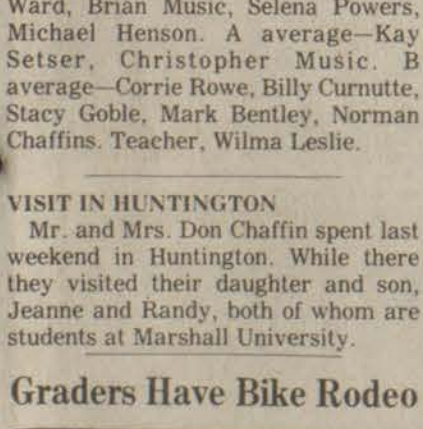 Ward, Brian Music, Selena Powers,
Michael Henson. A average—Kay
Setser, Christopher Music. B
average—Corrie Rowe, Billy Curnutte,
Stacy Goble, Mark Bentley, Norman
Chaffins. Teacher, Wilma Leslie.
VISIT IN HUNTINGTON
Mr. and Mrs. Don Chaffin spent last
weekend in Huntington. While there
they visited their daughter and son,
Jeanne and Randy, both of whom are
students at Marshall University.
Graders Have Bike Rodeo